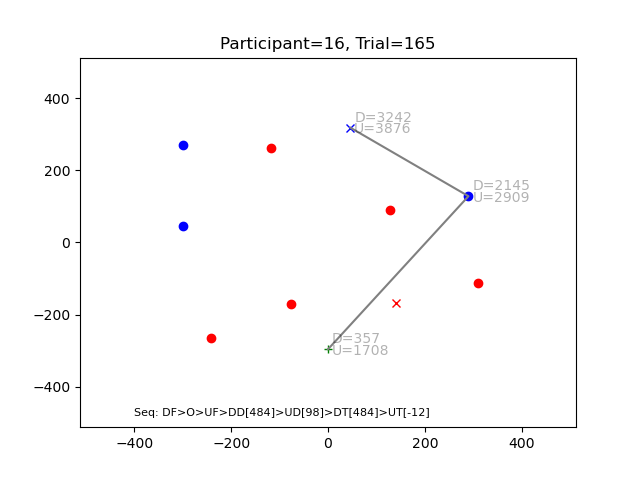 Participant=16, Trial=165
400
200
0
−200
−400
D=3242
U=3876
D=2145
U=2909
D=357
U=1708
Seq: DF>O>UF>DD[484]>UD[98]>DT[484]>UT[-12]
−400 −200 0 200 400